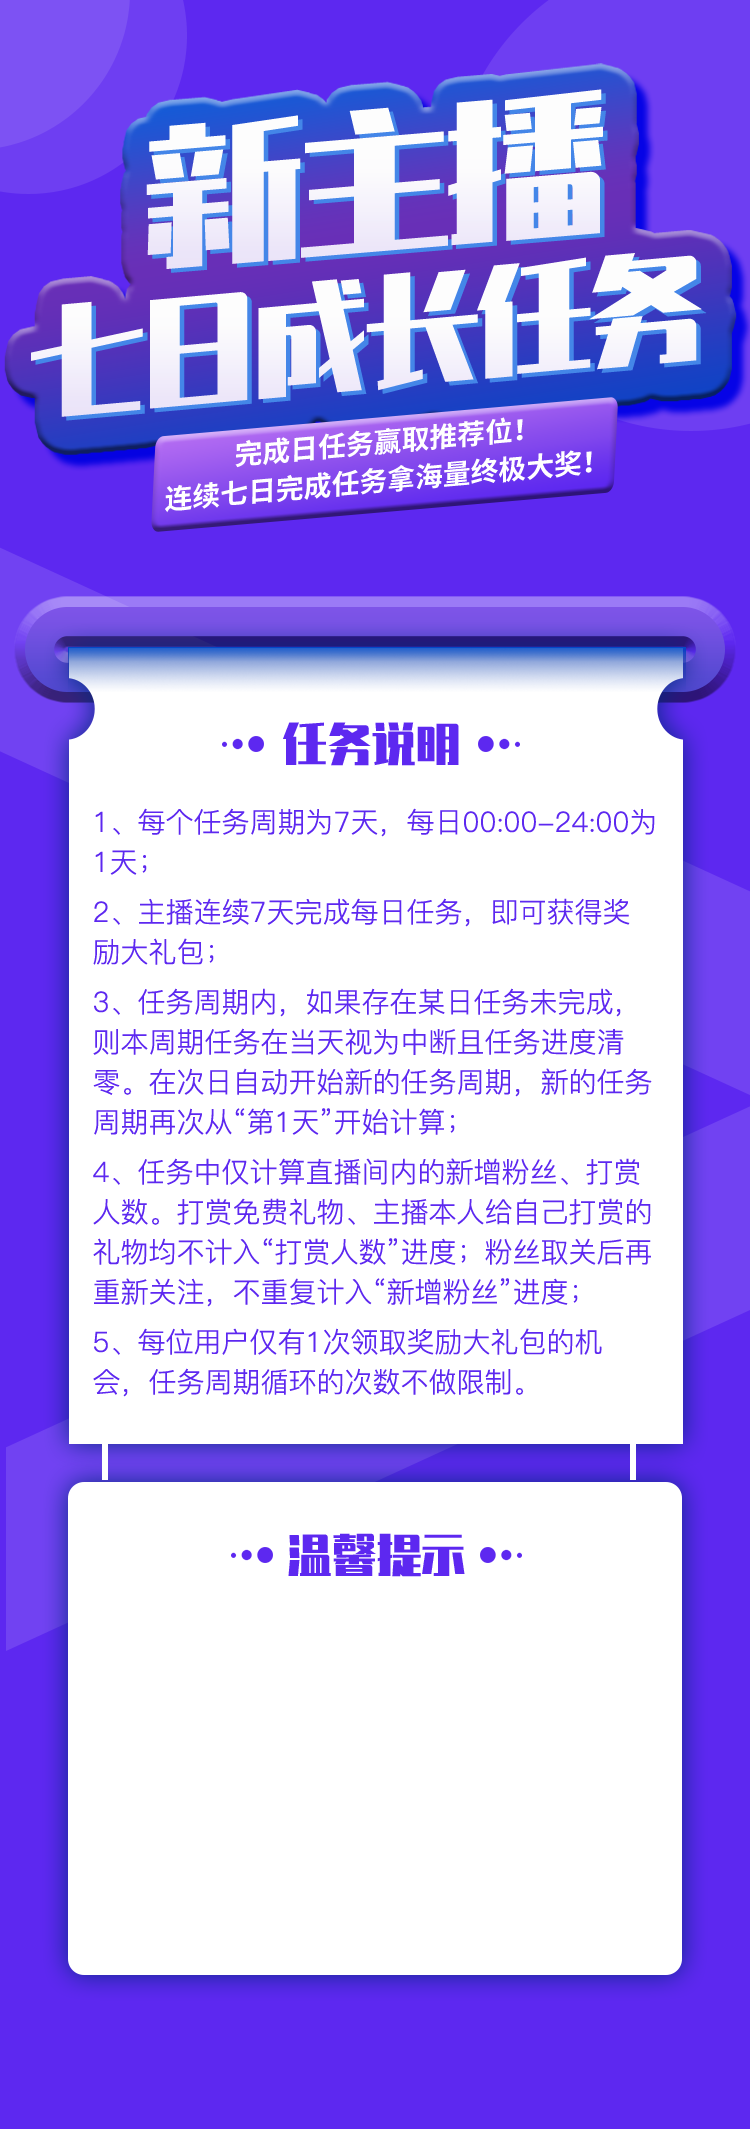 新主播
七日成长任务
完成日任务赢取推荐位！
连续七日完成任务拿海量终极大奖！
任务说明
1、每个任务周期为7天，每日00:00-24:00为
1天；
2、主播连续7天完成每日任务，即可获得奖
励大礼包；
3、任务周期内，如果存在某日任务未完成，
则本周期任务在当天视为中断且任务进度清
零。在次日自动开始新的任务周期，新的任务
周期再次从“第1天”开始计算；
4、任务中仅计算直播间内的新增粉丝、打赏
人数。打赏免费礼物、主播本人给自己打赏的
礼物均不计入“打赏人数”进度；粉丝取关后再
重新关注，不重复计入“新增粉丝”进度；
5、每位用户仅有1次领取奖励大礼包的机
会，任务周期循环的次数不做限制。
温馨提示